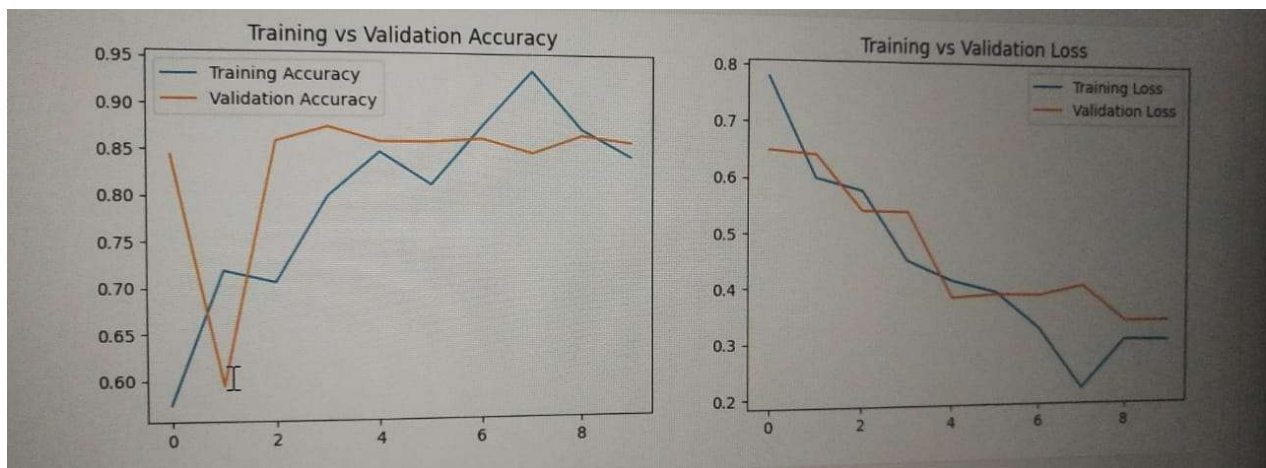 Training vs Validation Accuracy
0.95
0.90
0.85
0.80
0.75
0.70
0.65
0.60
Training Accuracy
Validation Accuracy
0 2 4 6 8
Training vs Validation Loss
0.8
0.7
0.6
0.5
0.4
0.3
0.2
Training Loss
Validation Loss
0 2 4 6 8